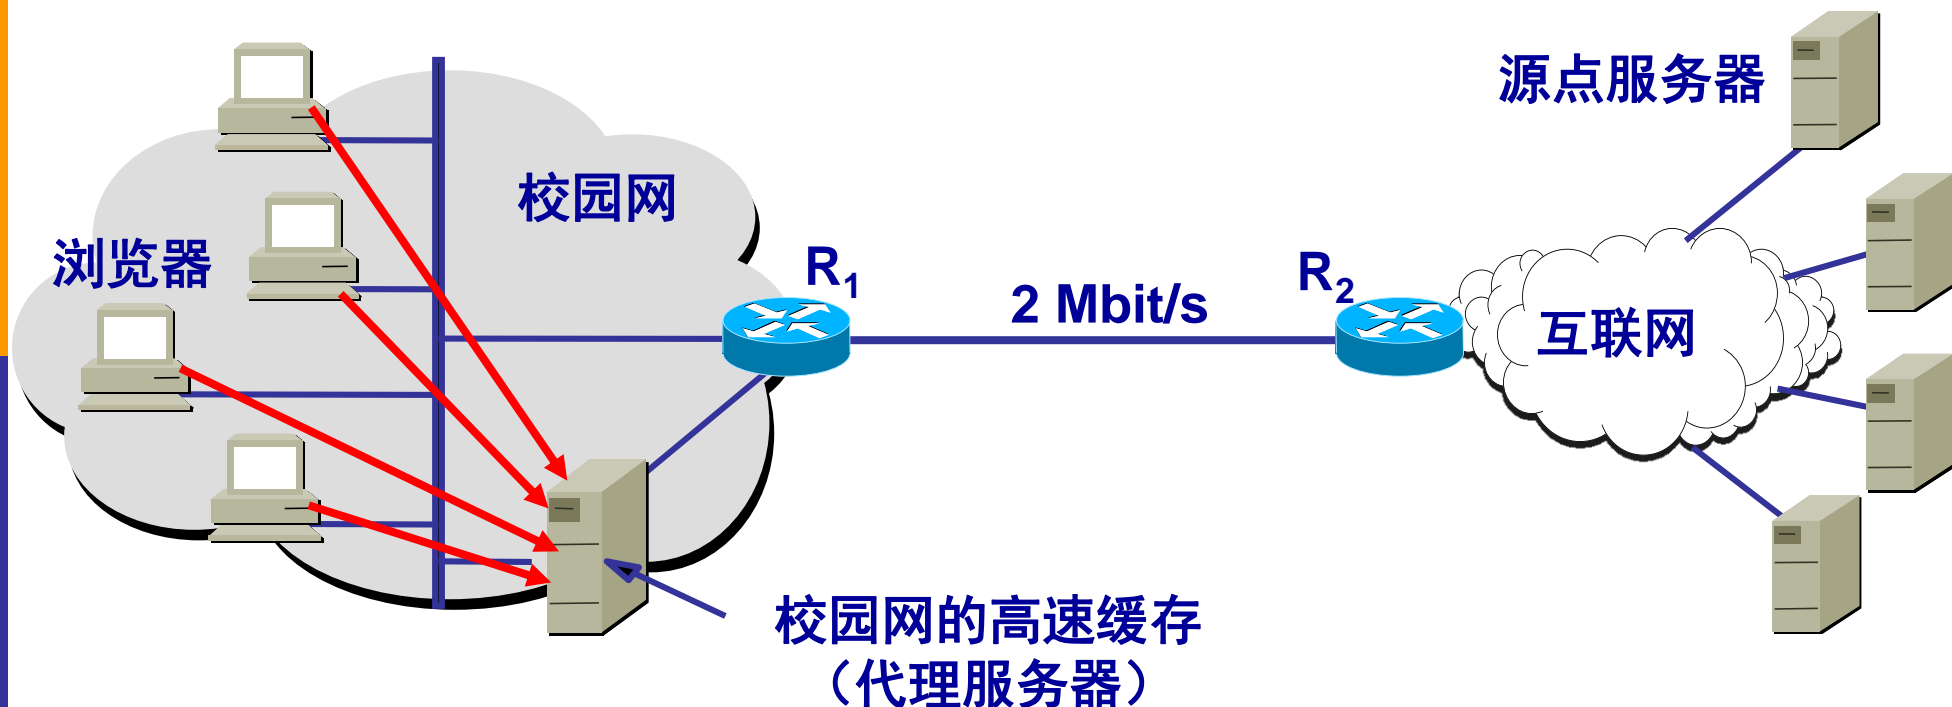 源点服务器
校园网
浏览器
R1
R2
2 Mbit/s
互联网
校园网的高速缓存
（代理服务器）